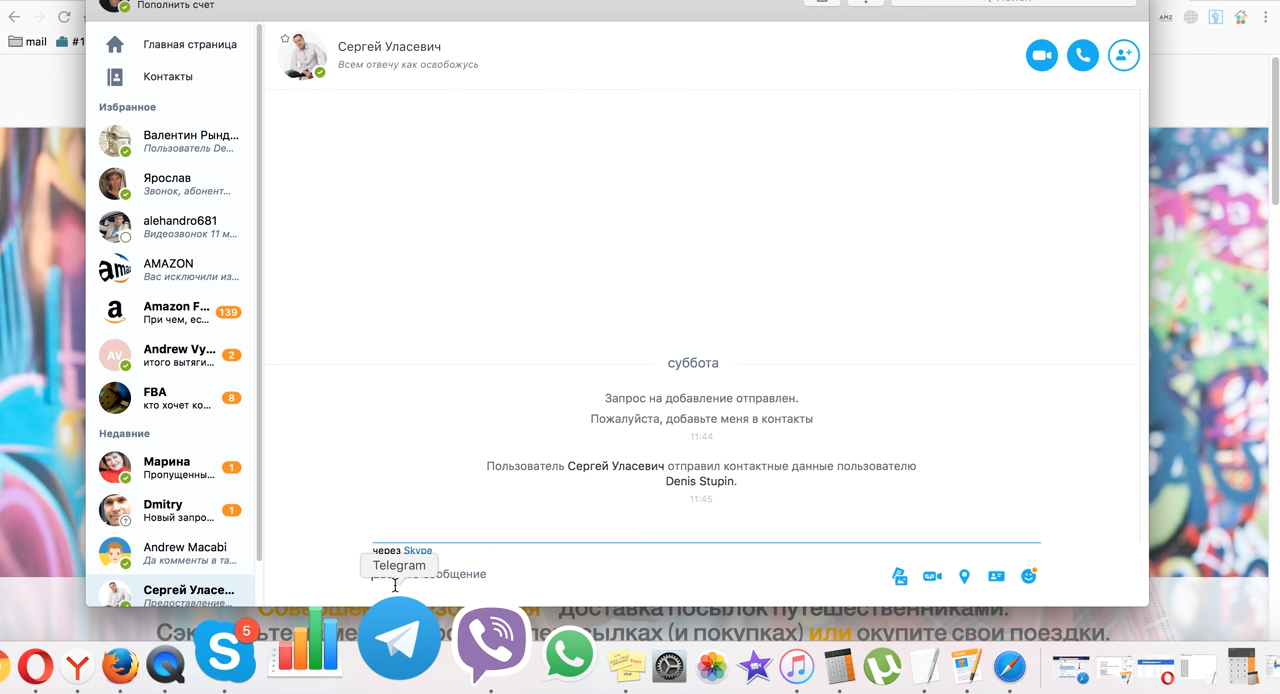 Пополнить счет
AMZ
mail
#1
Главная страница
Контакты
Избранное
Валентин Рынд...
Пользователь De...
Ярослав
Звонок, абонент...
alehandro681
Видеозвонок 11 м...
AMAZON
Вас исключили из...
Amazon F...
При чем, ес...
139
AV
Andrew Vy...
итого вытяги...
2
FBA
кто хочет ко...
8
Недавние
Марина
Пропущенны...
1
Dmitry
Новый запро...
1
Andrew Macabi
Да комменты в та...
Сергей Уласе...
Предоставление...
Сергей Уласевич
Всем отвечу как освобожусь
суббота
Запрос на добавление отправлен.
Пожалуйста, добавьте меня в контакты
11:44
Пользователь Сергей Уласевич отправил контактные данные пользователю
Denis Stupin.
11:45
через Skype
Telegram
доставка посылок путешественниками.
(и покупках) или окупите свои поездки.
5